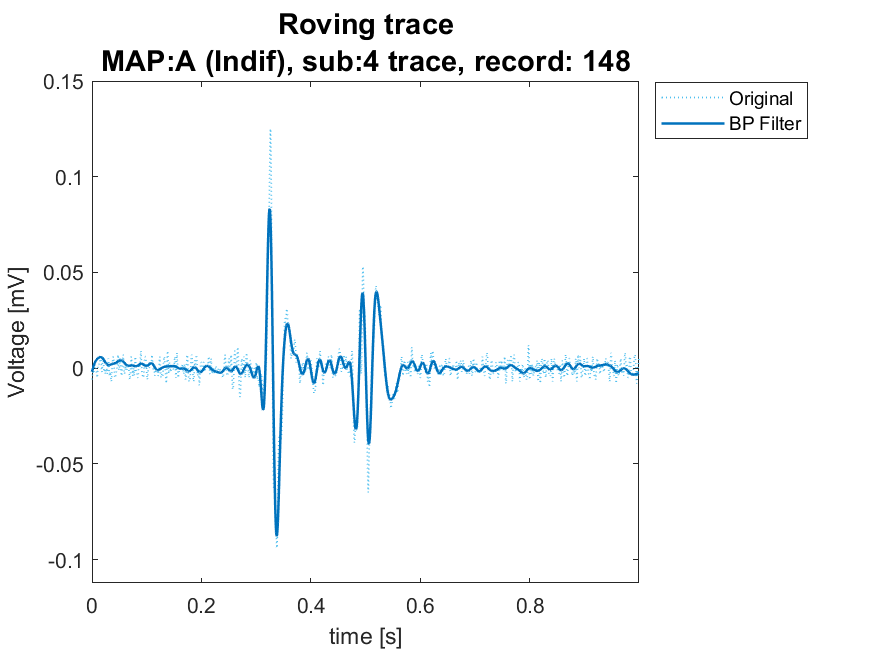 Roving trace
MAP:A (Indif), sub:4 trace, record: 148
Original
BP Filter
0.15
0.1
0.05
0
-0.05
-0.1
Voltage [mV]
0 0.2 0.4 0.6 0.8
time [s]